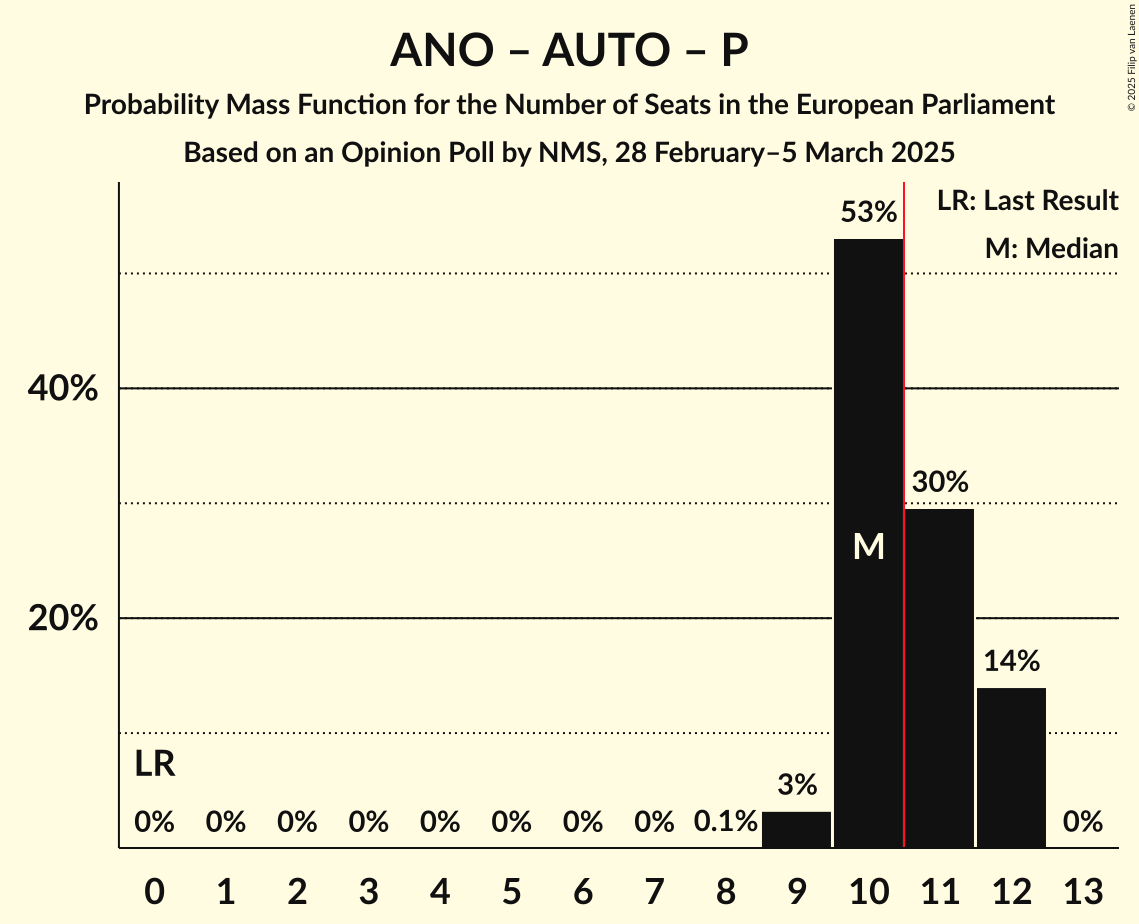 ANO – AUTO – P
Probability Mass Function for the Number of Seats in the European Parliament
Based on an Opinion Poll by NMS, 28 February–5 March 2025
© 2025 Filip van Laenen
LR: Last Result
M: Median
53%
40%
30%
M
20%
14%
LR
3%
0% 0% 0% 0% 0% 0% 0% 0% 0.1% 0%
0 1 2 3 4 5 6 7 8 9 10 11 12 13